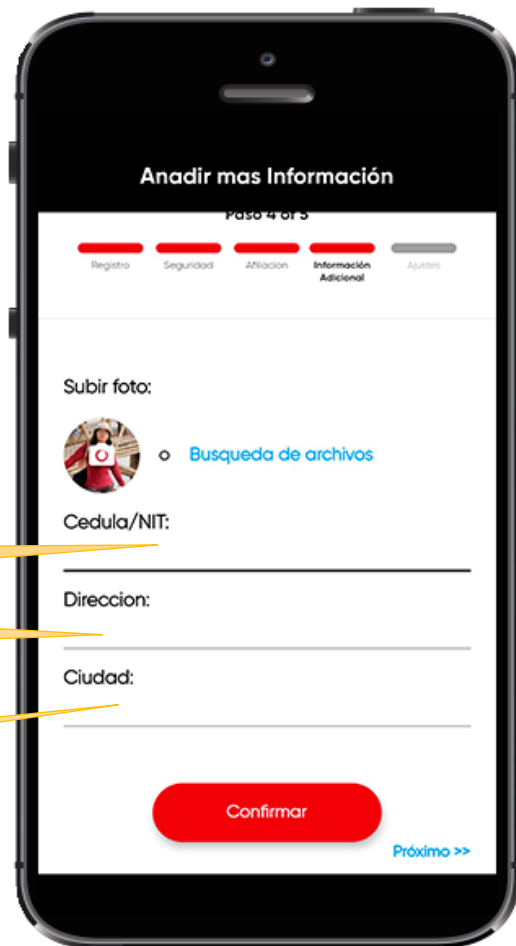 Anadir mas Información
Paso 4 of 5
Registro Seguridad Afiliacion Información Adicional Ajustes
Subir foto:
o Busqueda de archivos
Cedula/NIT:
Direccion:
Ciudad:
Confirmar
Próximo >>